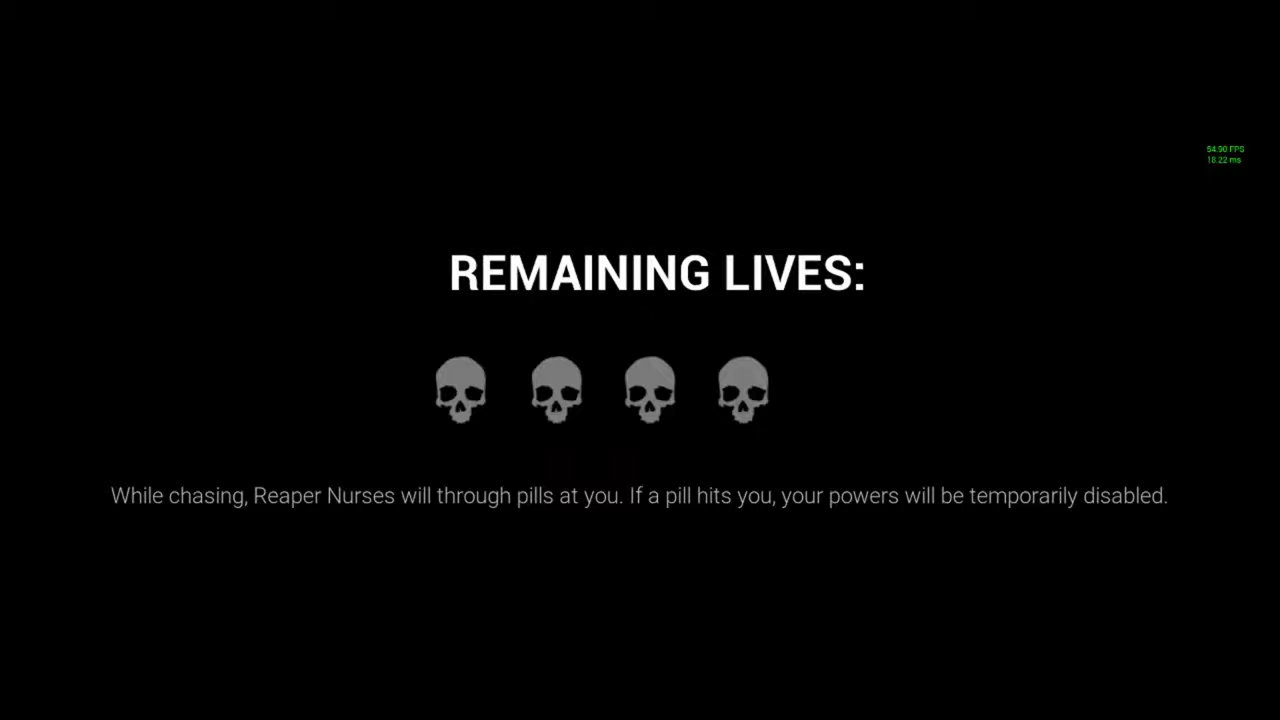 54.90 FPS
18.22 ms
REMAINING LIVES:
While chasing, Reaper Nurses will through pills at you. If a pill hits you, your powers will be temporarily disabled.